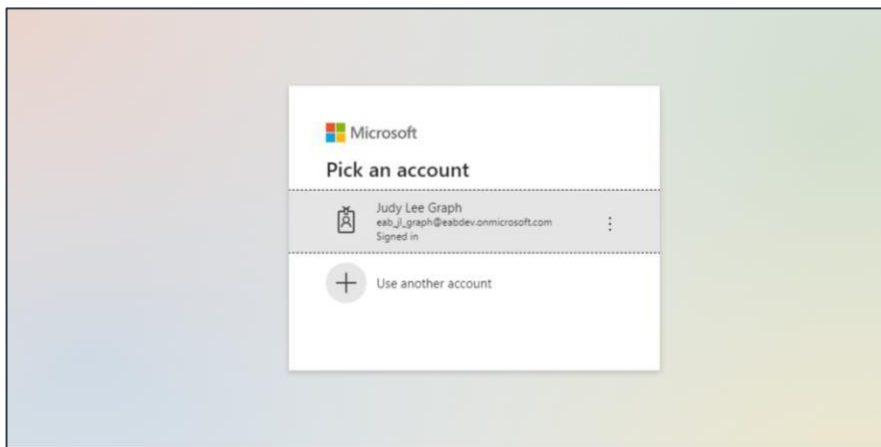 Microsoft
Pick an account
Judy Lee Graph
eab_jl_graph@eabdev.onmicrosoft.com
Signed in
Use another account